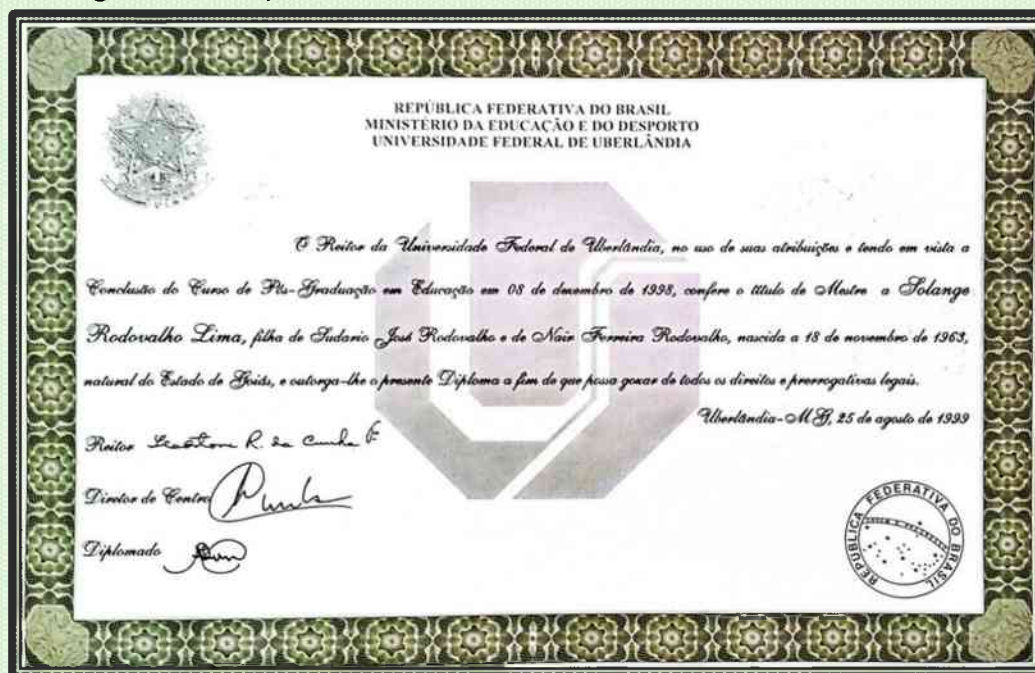 REPÚBLICA FEDERATIVA DO BRASIL
MINISTÉRIO DA EDUCAÇÃO E DO DESPORTO
UNIVERSIDADE FEDERAL DE UBERLÂNDIA
O Reitor da Universidade Federal de Uberlândia, no uso de suas atribuições e tendo em vista a
Conclusão do Curso de Pós-Graduação em Educação em 08 de dezembro de 1998, confere o título de Mestre a Solange
Rodovalho Lima, filha de Sudario José Rodovalho e de Nair Ferreira Rodovalho, nascida a 18 de novembro de 1963,
natural do Estado de Goiás, e outorga-lhe o presente Diploma a fim de que possa gozar de todos os direitos e prerrogativas legais.
Uberlândia-MG, 25 de agosto de 1999
Reitor R. da Cunha
Diretor de Centro
Diplomado
REPÚBLICA FEDERATIVA DO BRASIL